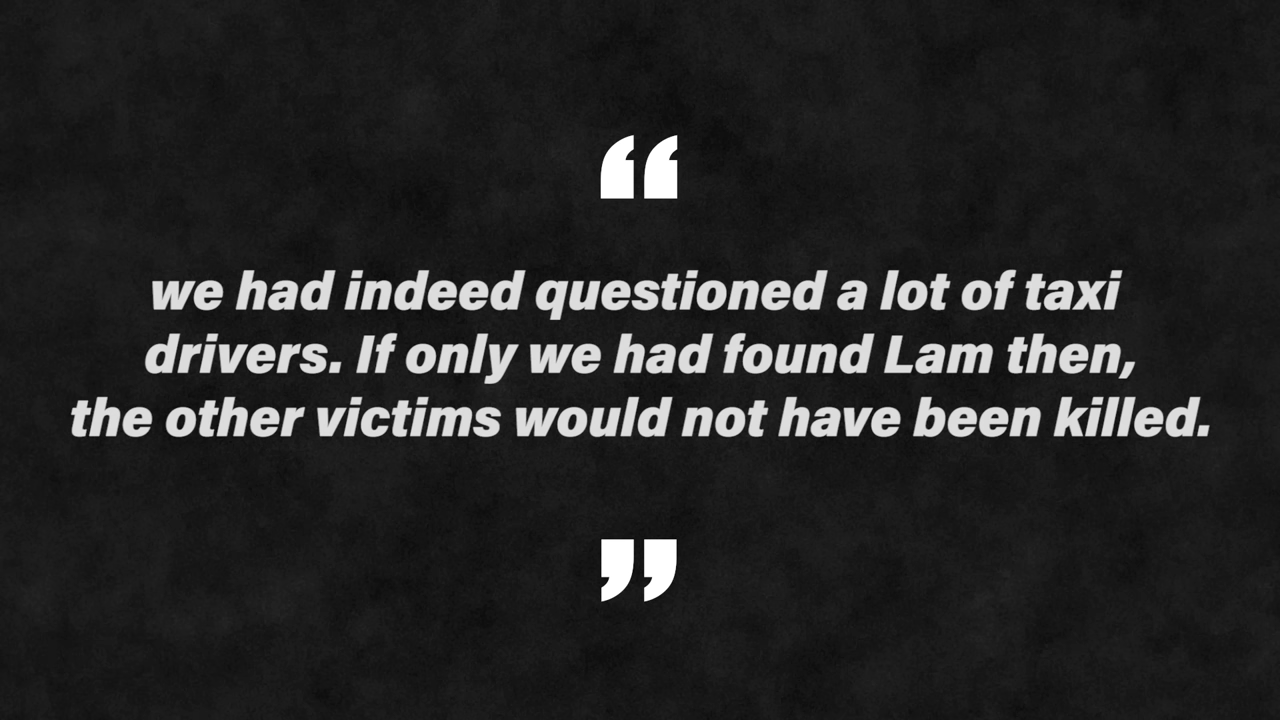 “
we had indeed questioned a lot of taxi
drivers. If only we had found Lam then,
the other victims would not have been killed.
”